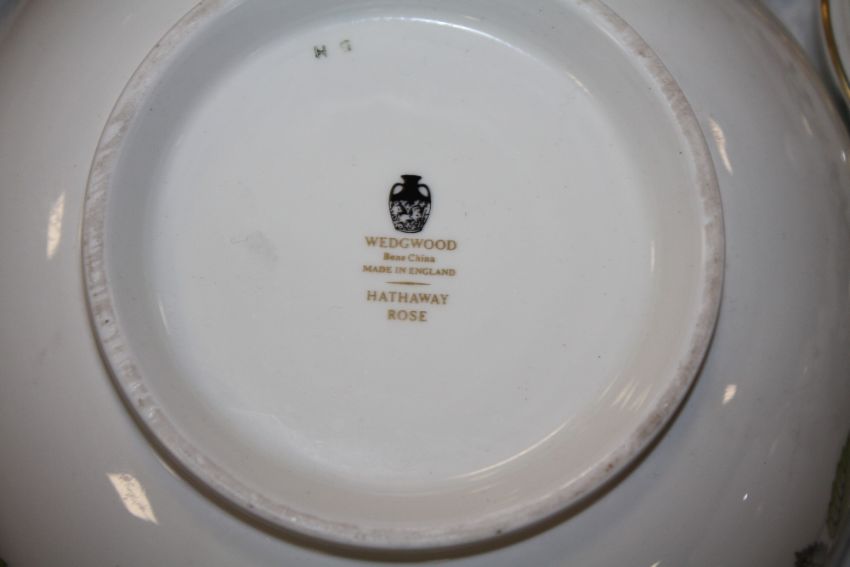 H G
WEDGWOOD
Bone China
MADE IN ENGLAND
HATHAWAY
ROSE